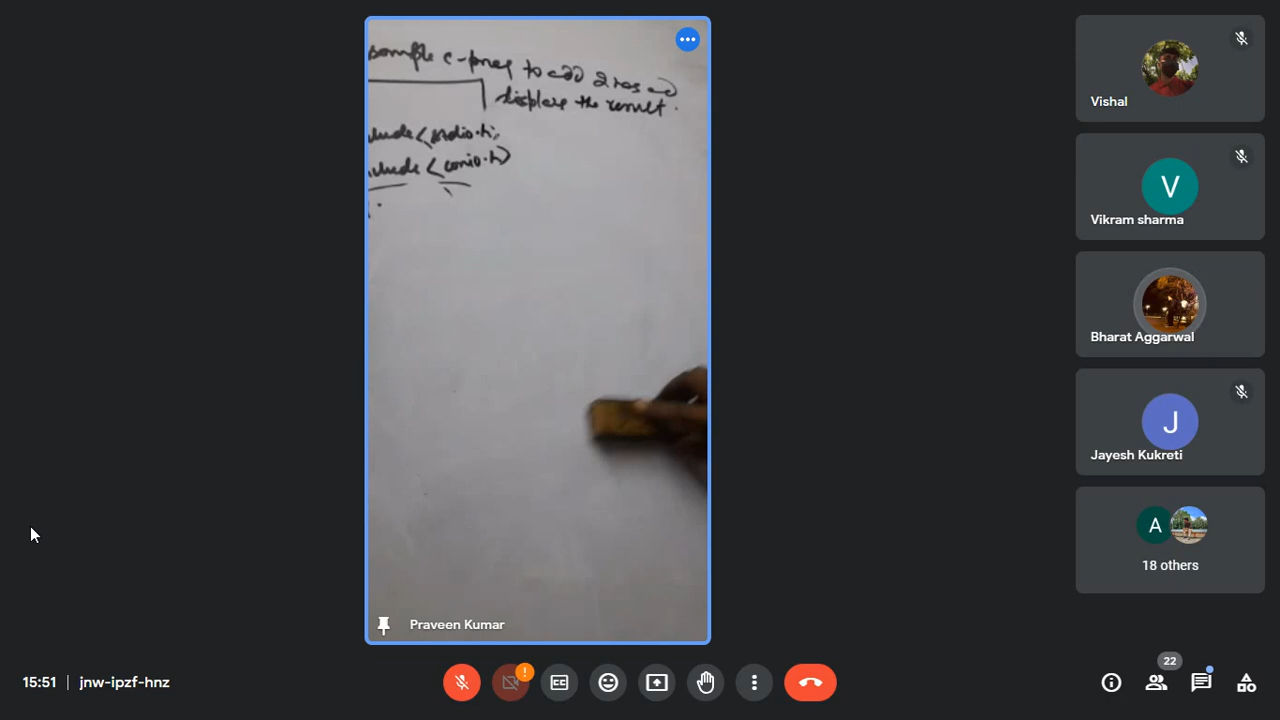 sample c-prog to add 2 nos and
display the result.
clude <stdio.h>
clude <conio.h>
Praveen Kumar
Vishal
V
Vikram sharma
Bharat Aggarwal
J
Jayesh Kukreti
A
18 others
15:51 | jnw-ipzf-hnz
!
CC
22